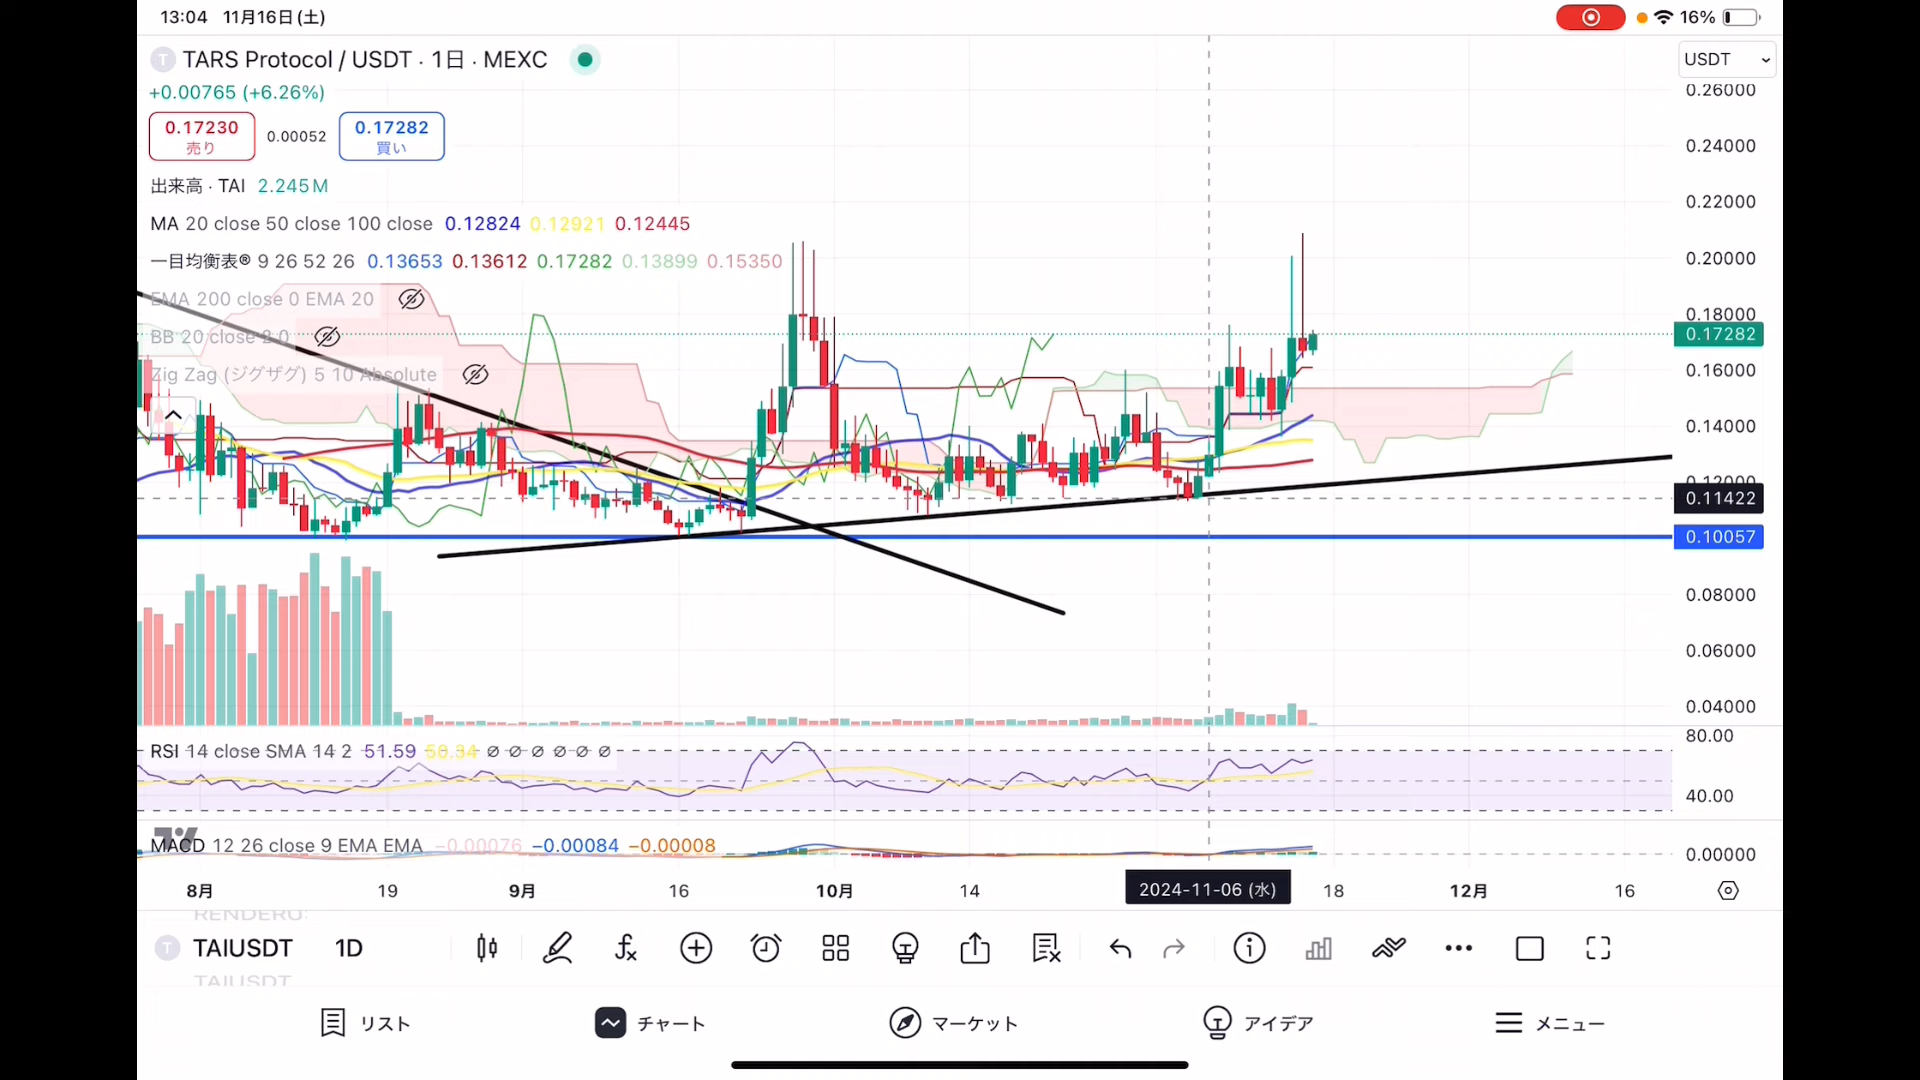 13:04 11月16日(土)
16%
T TARS Protocol / USDT · 1日 · MEXC
USDT
+0.00765 (+6.26%)
0.17230
売り
0.00052
0.17282
買い
出来高 · TAI 2.245M
MA 20 close 50 close 100 close 0.12824 0.12921 0.12445
一目均衡表® 9 26 52 26 0.13653 0.13612 0.17282 0.13899 0.15350
EMA 200 close 0 EMA 20
BB 20 close 2 0
Zig Zag (ジグザグ) 5 10 Absolute
0.26000
0.24000
0.22000
0.20000
0.18000
0.17282
0.16000
0.14000
0.12000
0.11422
0.10057
0.08000
0.06000
0.04000
RSI 14 close SMA 14 2 51.59 50.34 ∅ ∅ ∅ ∅ ∅ ∅
80.00
40.00
MACD 12 26 close 9 EMA EMA −0.00076 −0.00084 −0.00008
0.00000
8月 19 9月 16 10月 14 2024-11-06 (水) 18 12月 16
T TAIUSDT 1D
TAIUSDT
リスト チャート マーケット アイデア メニュー